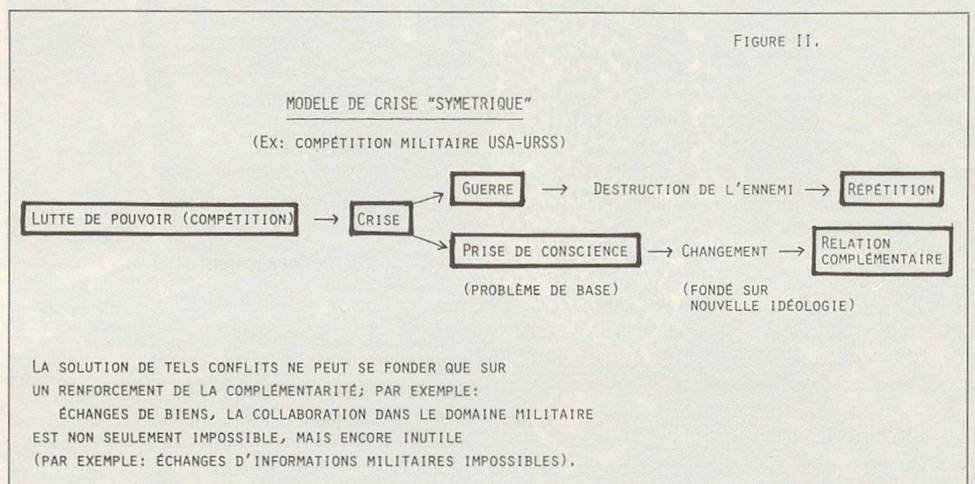 FIGURE II.
MODELE DE CRISE "SYMETRIQUE"
(EX: COMPÉTITION MILITAIRE USA-URSS)
GUERRE → DESTRUCTION DE L'ENNEMI → RÉPÉTITION
LUTTE DE POUVOIR (COMPÉTITION) → CRISE
PRISE DE CONSCIENCE → CHANGEMENT → RELATION
COMPLÉMENTAIRE
(PROBLÈME DE BASE) (FONDÉ SUR
NOUVELLE IDÉOLOGIE)
LA SOLUTION DE TELS CONFLITS NE PEUT SE FONDER QUE SUR
UN RENFORCEMENT DE LA COMPLÉMENTARITÉ; PAR EXEMPLE:
ÉCHANGES DE BIENS, LA COLLABORATION DANS LE DOMAINE MILITAIRE
EST NON SEULEMENT IMPOSSIBLE, MAIS ENCORE INUTILE
(PAR EXEMPLE: ÉCHANGES D'INFORMATIONS MILITAIRES IMPOSSIBLES).